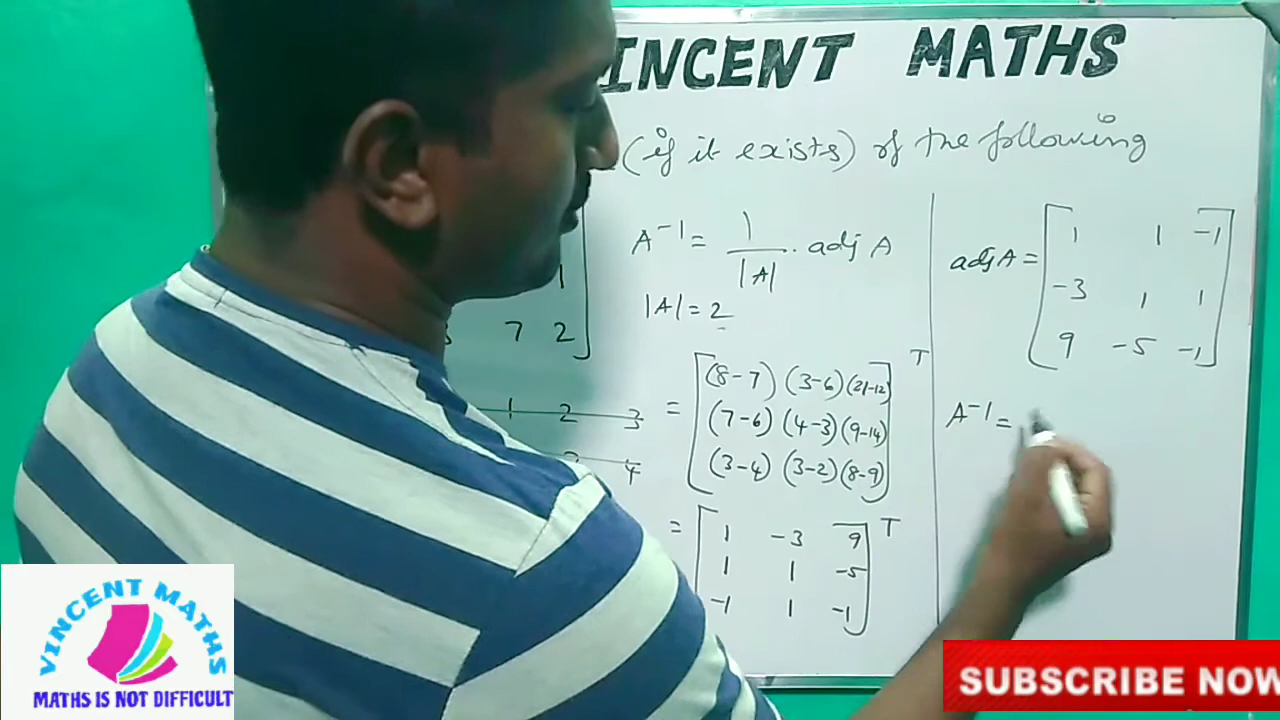 INCENT MATHS
(if it exists) of the following
1
7 2
1 2 3
4
A⁻¹ = 1/|A| . adj A
|A| = 2
= [(8-7) (3-6) (21-12)
(7-6) (4-3) (9-14)
(3-4) (3-2) (8-9)]ᵀ
= [1 -3 9
1 1 -5
-1 1 -1]ᵀ
adj A = [1 1 -1
-3 1 1
9 -5 -1]
A⁻¹ =
VINCENT MATHS
MATHS IS NOT DIFFICULT
SUBSCRIBE NOW